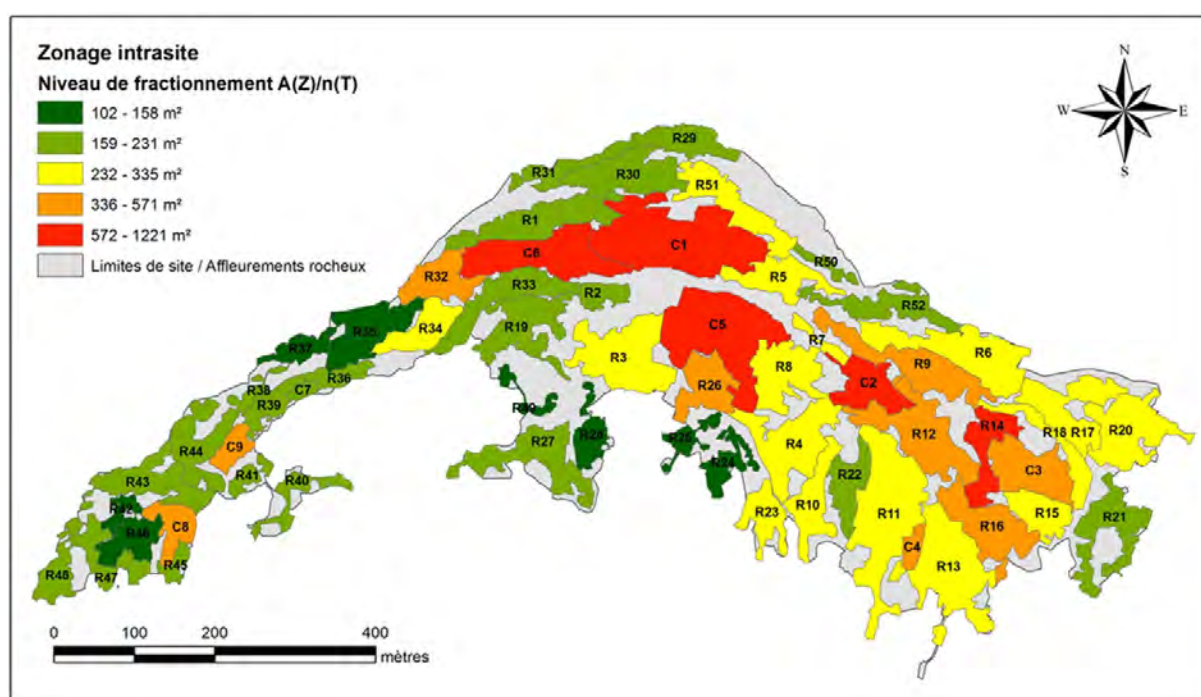 Zonage intrasite
Niveau de fractionnement A(Z)/n(T)
102 - 158 m²
159 - 231 m²
232 - 335 m²
336 - 571 m²
572 - 1221 m²
Limites de site / Affleurements rocheux
N
W E
S
R29
R31 R30 R51
R1
C6 C1
R32 R5 R50
R33 R2
R52
R35 R34 R19
R37 C5 R7 R6
R3 R8 R9
R36 C7 R38 R39
R26 C2
R14 R18 R17 R20
R44 C9 R27 R28 R25 R4 R12
R41 R24 R22 C3
R43 R40
R42 R10 R11 R15 R21
R46 C8 R23 R16
C4
R45 R13
R47
0 100 200 400
mètres